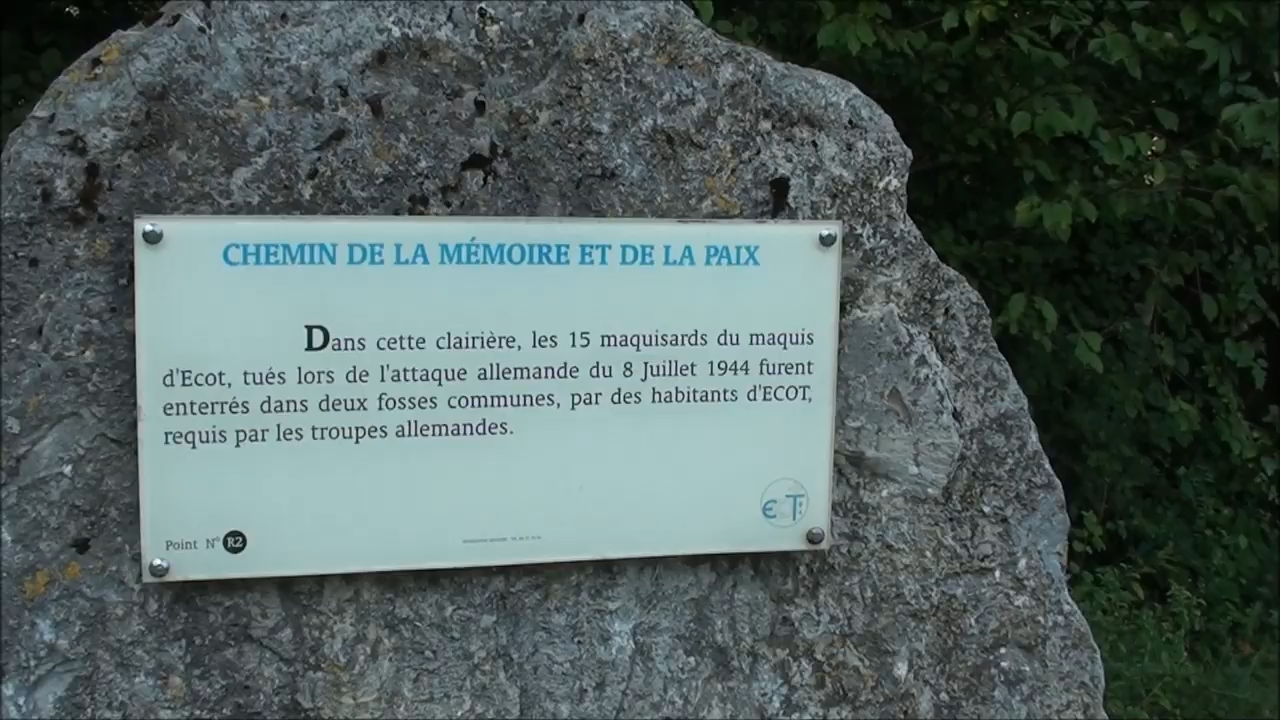 CHEMIN DE LA MÉMOIRE ET DE LA PAIX
Dans cette clairière, les 15 maquisards du maquis
d'Ecot, tués lors de l'attaque allemande du 8 Juillet 1944 furent
enterrés dans deux fosses communes, par des habitants d'ECOT,
requis par les troupes allemandes.
Point N° R2